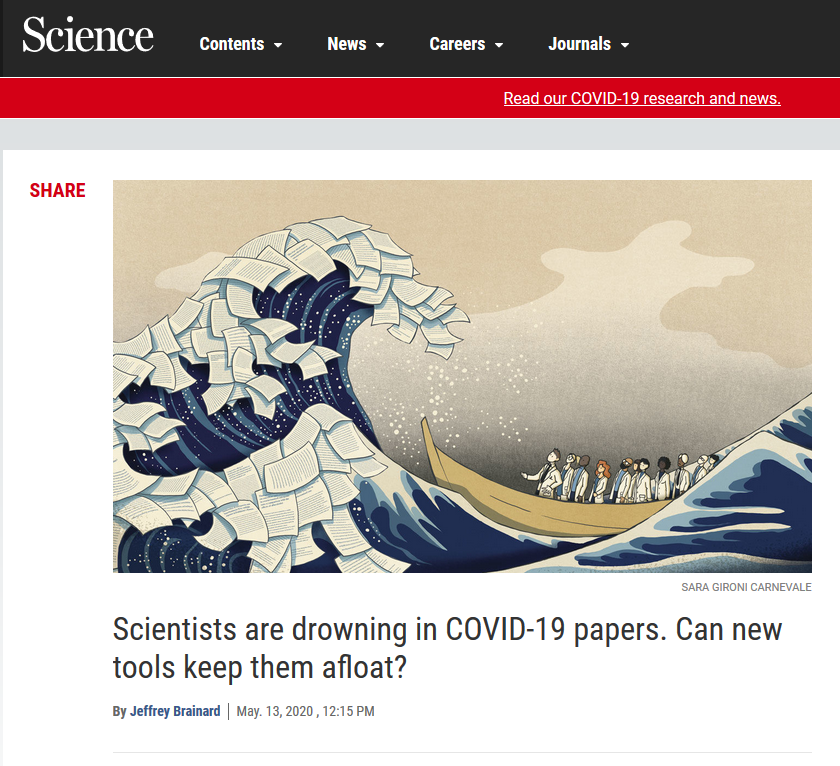 Science
Contents
News
Careers
Journals
Read our COVID-19 research and news.
SHARE
SARA GIRONI CARNEVALE
Scientists are drowning in COVID-19 papers. Can new
tools keep them afloat?
By Jeffrey Brainard | May. 13, 2020 , 12:15 PM